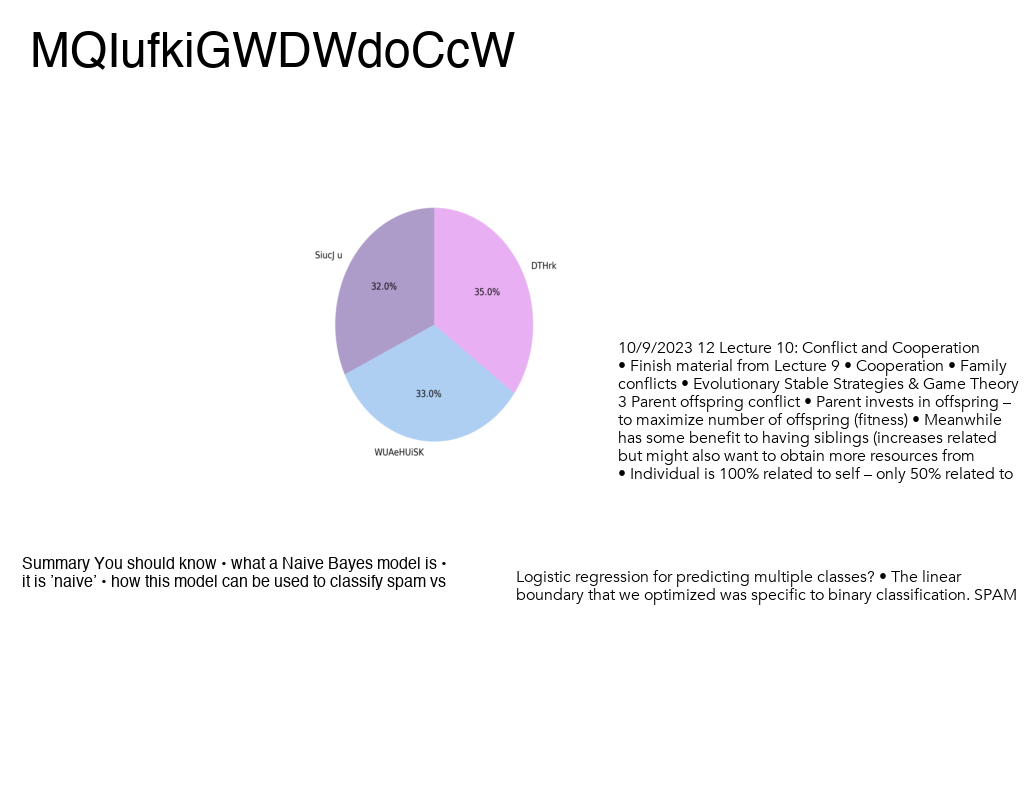 MQIufkiGWDWdoCcW
SiucJ u
DTHrk
32.0%
35.0%
33.0%
WUAeHUiSK
10/9/2023 12 Lecture 10: Conflict and Cooperation
• Finish material from Lecture 9 • Cooperation • Family
conflicts • Evolutionary Stable Strategies & Game Theory
3 Parent offspring conflict • Parent invests in offspring –
to maximize number of offspring (fitness) • Meanwhile
has some benefit to having siblings (increases related
but might also want to obtain more resources from
• Individual is 100% related to self – only 50% related to
Summary You should know • what a Naive Bayes model is •
it is ’naive’ • how this model can be used to classify spam vs
Logistic regression for predicting multiple classes? • The linear
boundary that we optimized was specific to binary classification. SPAM